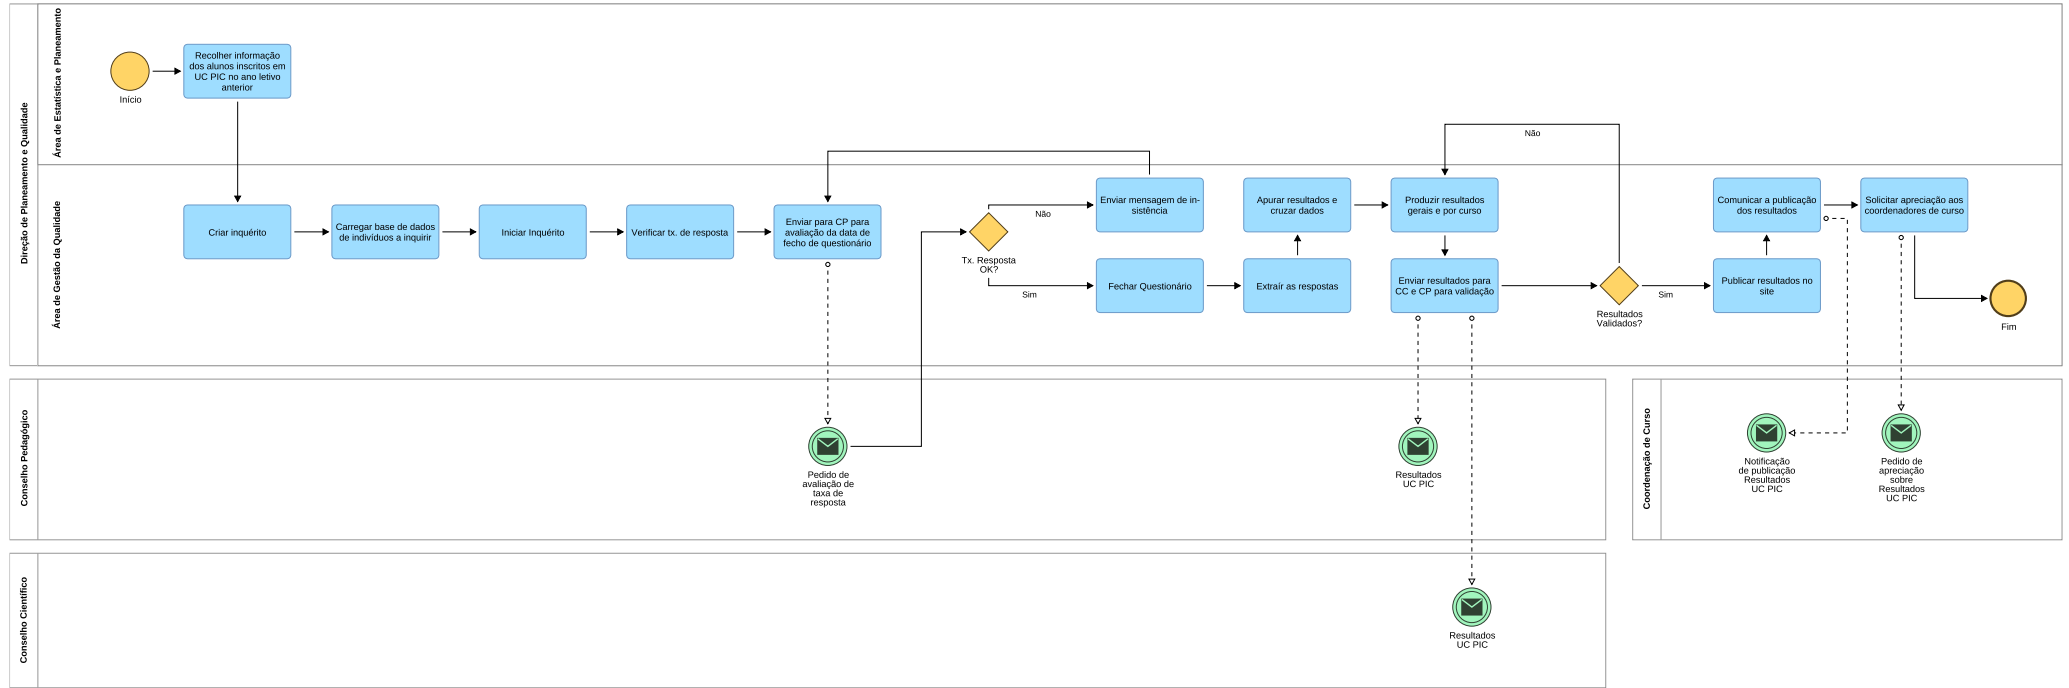 Direção de Planeamento e Qualidade
Área de Estatística e Planeamento
Início
Recolher informação
dos alunos inscritos em
UC PIC no ano letivo
anterior
Área de Gestão da Qualidade
Criar inquérito
Carregar base de dados
de indivíduos a inquirir
Iniciar Inquérito
Verificar tx. de resposta
Enviar para CP para
avaliação da data de
fecho de questionário
Tx. Resposta
OK?
Não
Sim
Enviar mensagem de in-
sistência
Fechar Questionário
Extraír as respostas
Apurar resultados e
cruzar dados
Produzir resultados
gerais e por curso
Enviar resultados para
CC e CP para validação
Não
Resultados
Validados?
Sim
Publicar resultados no
site
Comunicar a publicação
dos resultados
Solicitar apreciação aos
coordenadores de curso
Fim
Conselho Pedagógico
Pedido de
avaliação de
taxa de
resposta
Resultados
UC PIC
Coordenação de Curso
Notificação
de publicação
Resultados
UC PIC
Pedido de
apreciação
sobre
Resultados
UC PIC
Conselho Científico
Resultados
UC PIC